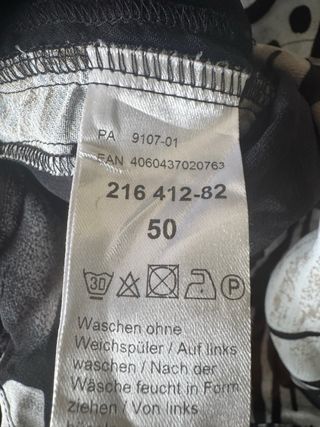 PA 9107-01
EAN 4060437020763
216 412-82
50
30 P
Waschen ohne
Weichspüler / Auf links
waschen / Nach der
Wäsche feucht in Form
ziehen / Von links